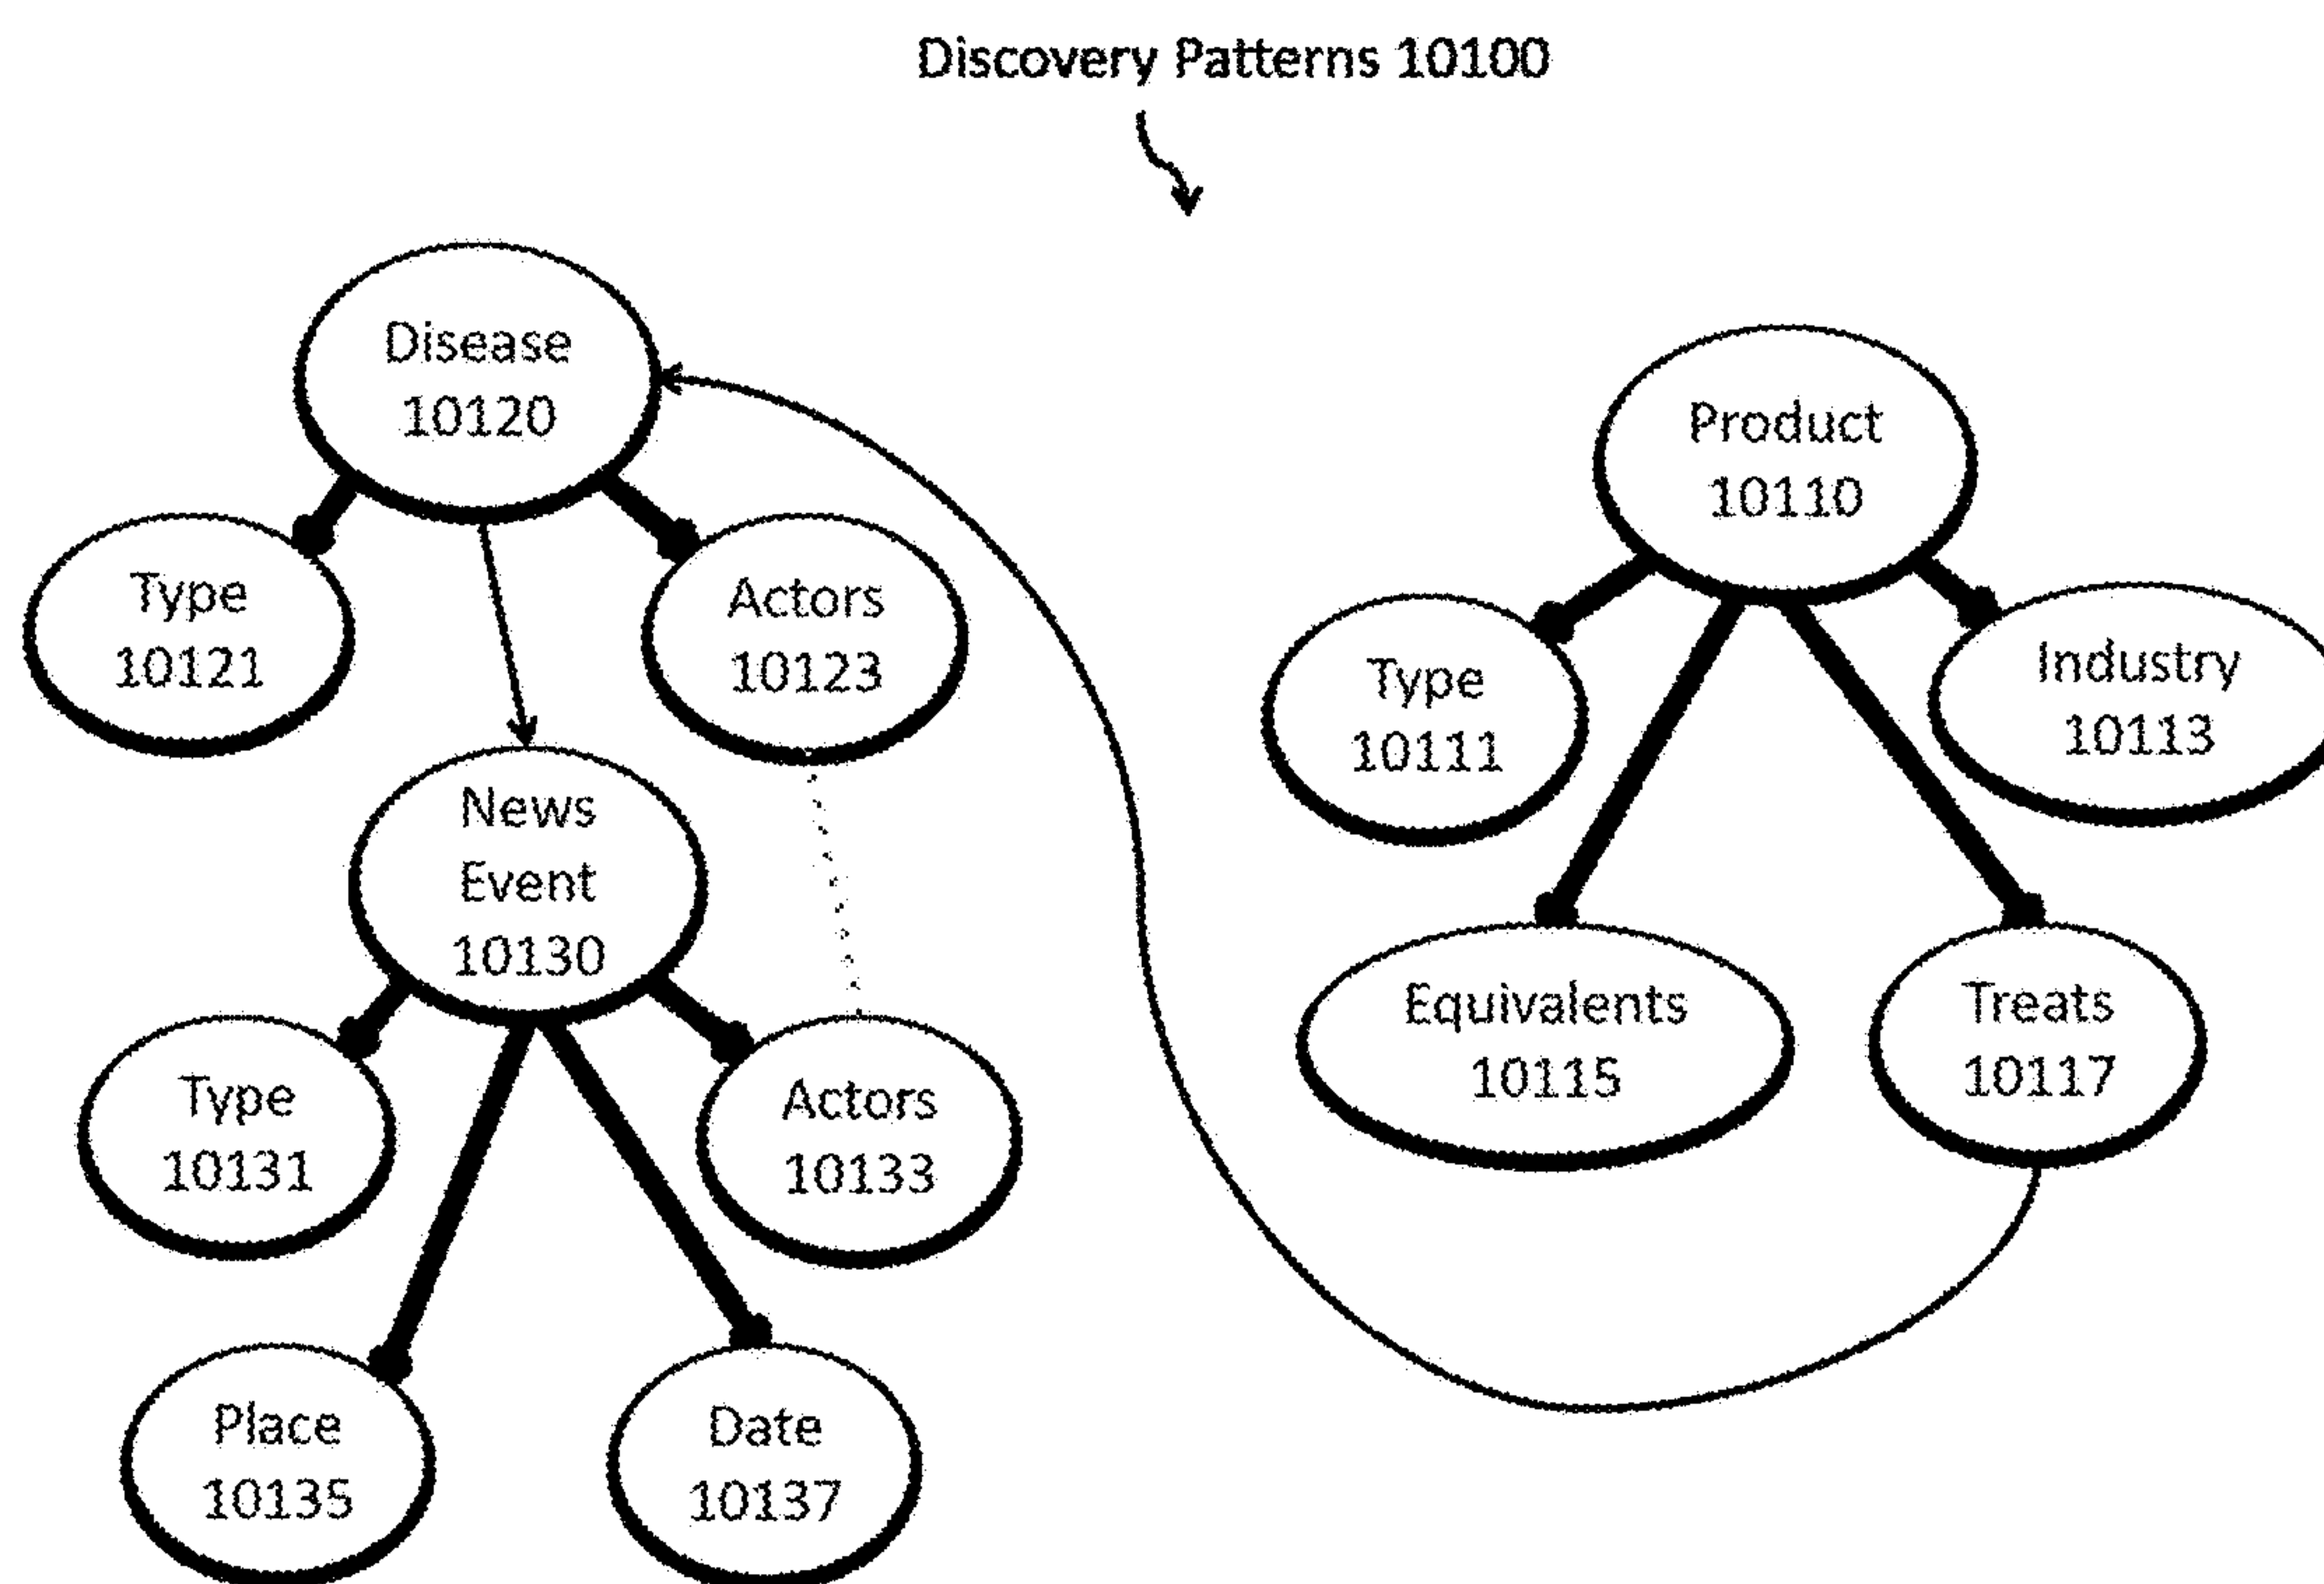 Discovery Patterns 10100
Disease
10120
Type
10121
Actors
10123
News
Event
10130
Type
10131
Actors
10133
Place
10135
Date
10137
Product
10110
Type
10111
Industry
10113
Equivalents
10115
Treats
10117